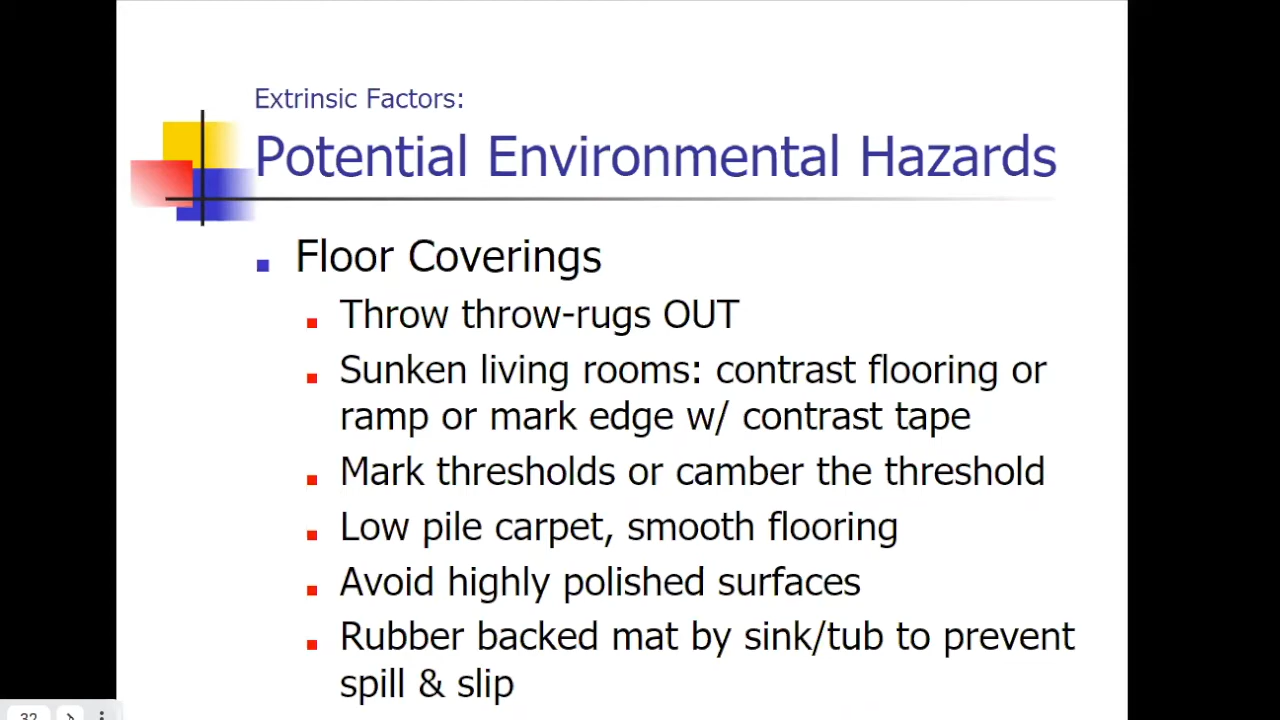 Extrinsic Factors:
Potential Environmental Hazards
Floor Coverings
Throw throw-rugs OUT
Sunken living rooms: contrast flooring or
ramp or mark edge w/ contrast tape
Mark thresholds or camber the threshold
Low pile carpet, smooth flooring
Avoid highly polished surfaces
Rubber backed mat by sink/tub to prevent
spill & slip
32